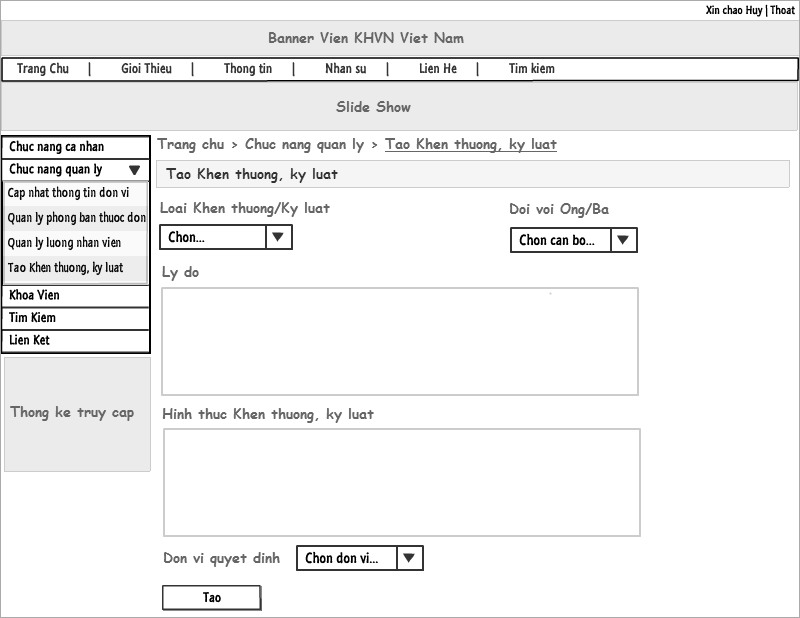 Xin chao Huy | Thoat
Banner Vien KHVN Viet Nam
Trang Chu | Gioi Thieu | Thong tin | Nhan su | Lien He | Tim kiem
Slide Show
Chuc nang ca nhan
Chuc nang quan ly
Cap nhat thong tin don vi
Quan ly phong ban thuoc don
Quan ly luong nhan vien
Tao Khen thuong, ky luat
Khoa Vien
Tim Kiem
Lien Ket
Thong ke truy cap
Trang chu > Chuc nang quan ly > Tao Khen thuong, ky luat
Tao Khen thuong, ky luat
Loai Khen thuong/Ky luat
Chon...
Doi voi Ong/Ba
Chon can bo...
Ly do
Hinh thuc Khen thuong, ky luat
Don vi quyet dinh
Chon don vi...
Tao